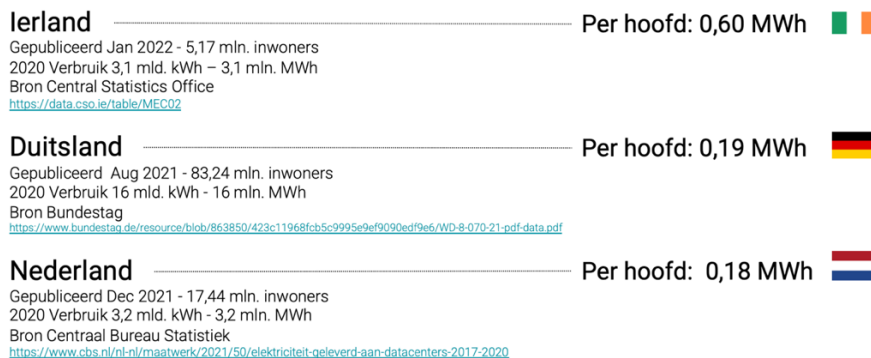 Ierland
Per hoofd: 0,60 MWh
Gepubliceerd Jan 2022 - 5,17 mln. inwoners
2020 Verbruik 3,1 mld. kWh – 3,1 mln. MWh
Bron Central Statistics Office
https://data.cso.ie/table/MEC02
Duitsland
Per hoofd: 0,19 MWh
Gepubliceerd  Aug 2021 - 83,24 mln. inwoners
2020 Verbruik 16 mld. kWh - 16 mln. MWh
Bron Bundestag
https://www.bundestag.de/resource/blob/863850/423c11968fcb5c9995e9ef9090edf9e6/WD-8-070-21-pdf-data.pdf
Nederland
Per hoofd:  0,18 MWh
Gepubliceerd Dec 2021 - 17,44 mln. inwoners
2020 Verbruik 3,2 mld. kWh - 3,2 mln. MWh
Bron Centraal Bureau Statistiek
https://www.cbs.nl/nl-nl/maatwerk/2021/50/elektriciteit-geleverd-aan-datacenters-2017-2020